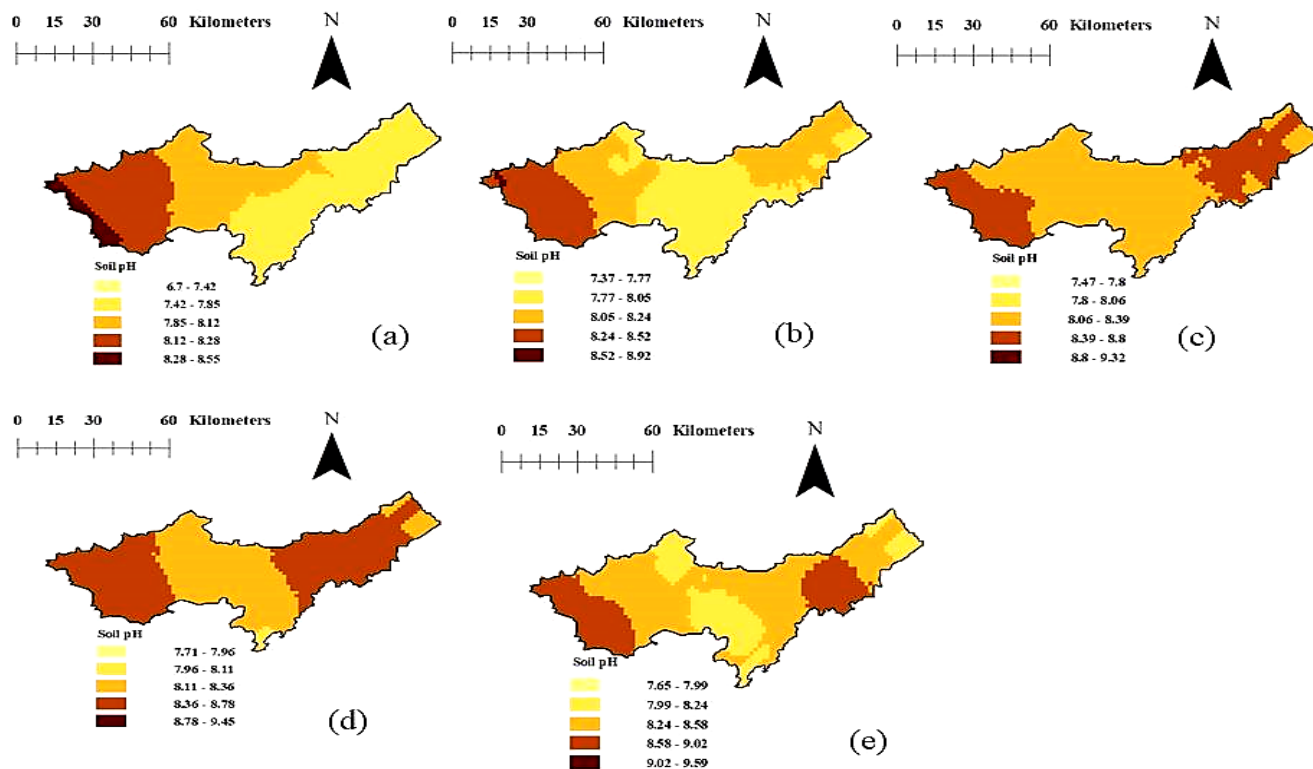 0 15 30 60 Kilometers
N
Soil pH
6.7 - 7.42
7.42 - 7.85
7.85 - 8.12
8.12 - 8.28
8.28 - 8.55
(a)
0 15 30 60 Kilometers
N
Soil pH
7.37 - 7.77
7.77 - 8.05
8.05 - 8.24
8.24 - 8.52
8.52 - 8.92
(b)
0 15 30 60 Kilometers
N
Soil pH
7.47 - 7.8
7.8 - 8.06
8.06 - 8.39
8.39 - 8.8
8.8 - 9.32
(c)
0 15 30 60 Kilometers
N
Soil pH
7.71 - 7.96
7.96 - 8.11
8.11 - 8.36
8.36 - 8.78
8.78 - 9.45
(d)
0 15 30 60 Kilometers
N
Soil pH
7.65 - 7.99
7.99 - 8.24
8.24 - 8.58
8.58 - 9.02
9.02 - 9.59
(e)